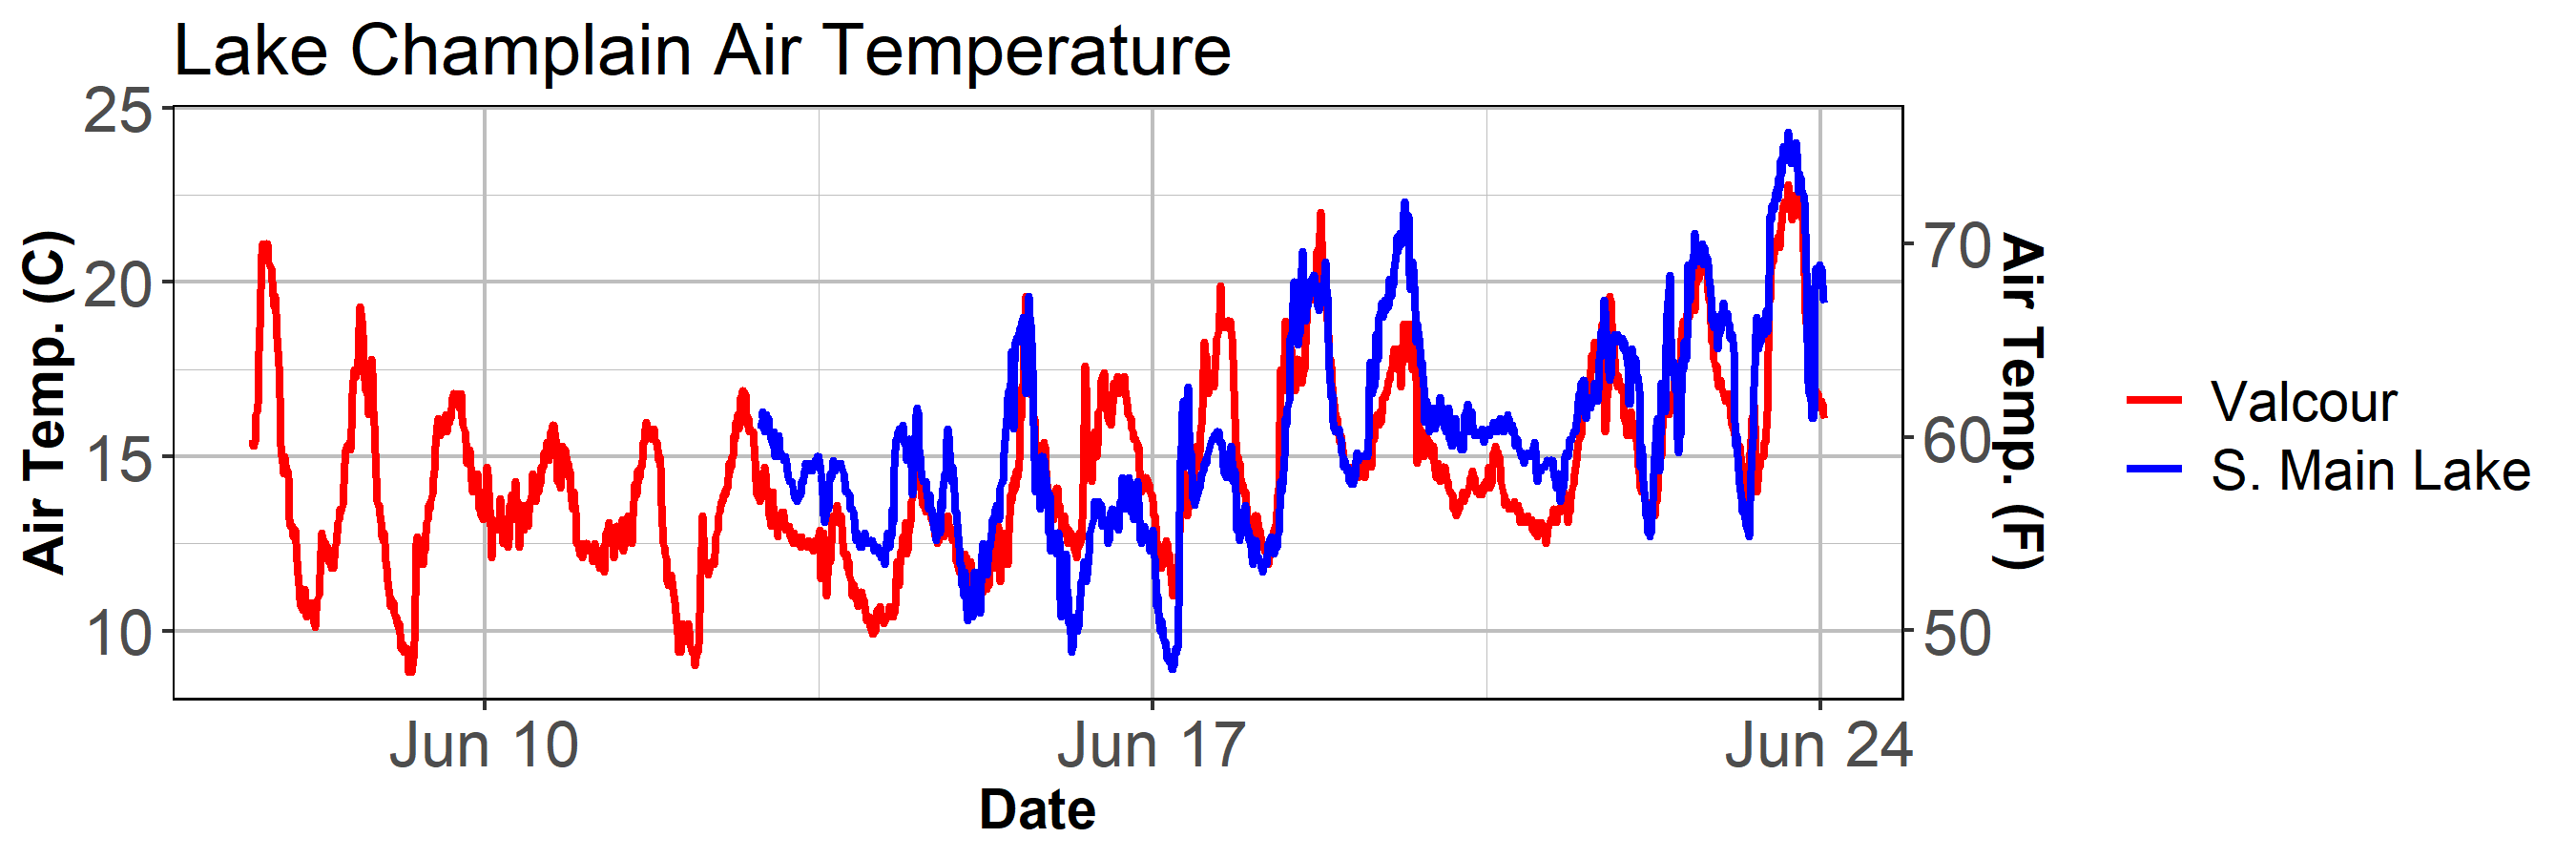 Lake Champlain Air Temperature
25
20
15
10
Air Temp. (C)
70
60
50
Air Temp. (F)
Jun 10
Jun 17
Jun 24
Date
Valcour
S. Main Lake